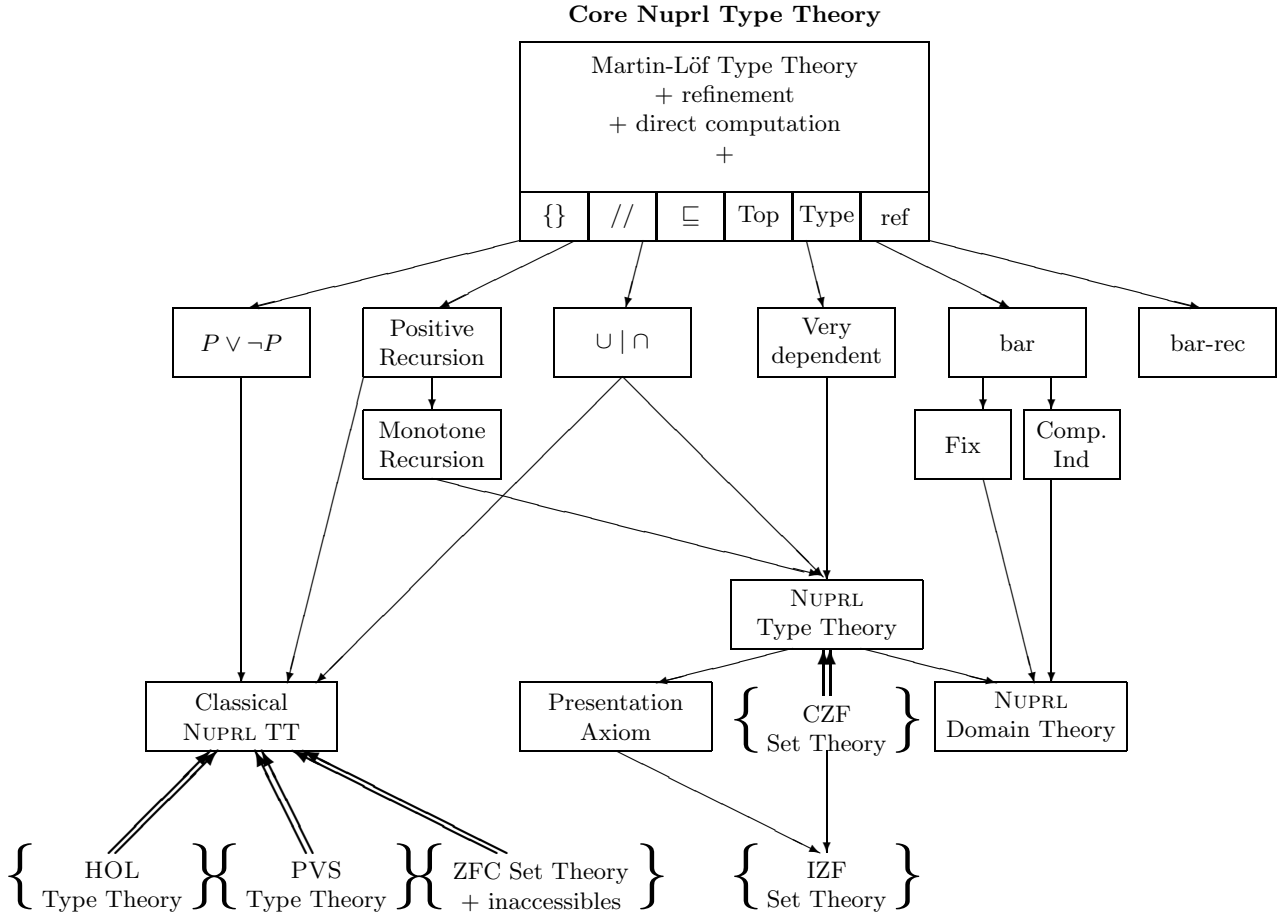 Core Nuprl Type Theory
Martin-Löf Type Theory
+ refinement
+ direct computation
+
{} // ⊑ Top Type ref
P ∨ ¬P
Positive
Recursion
∪ | ∩
Very
dependent
bar
bar-rec
Monotone
Recursion
Fix
Comp.
Ind
NUPRL
Type Theory
Classical
NUPRL TT
Presentation
Axiom
{ CZF
Set Theory }
NUPRL
Domain Theory
{ HOL
Type Theory }
{ PVS
Type Theory }
{ ZFC Set Theory
+ inaccessibles }
{ IZF
Set Theory }